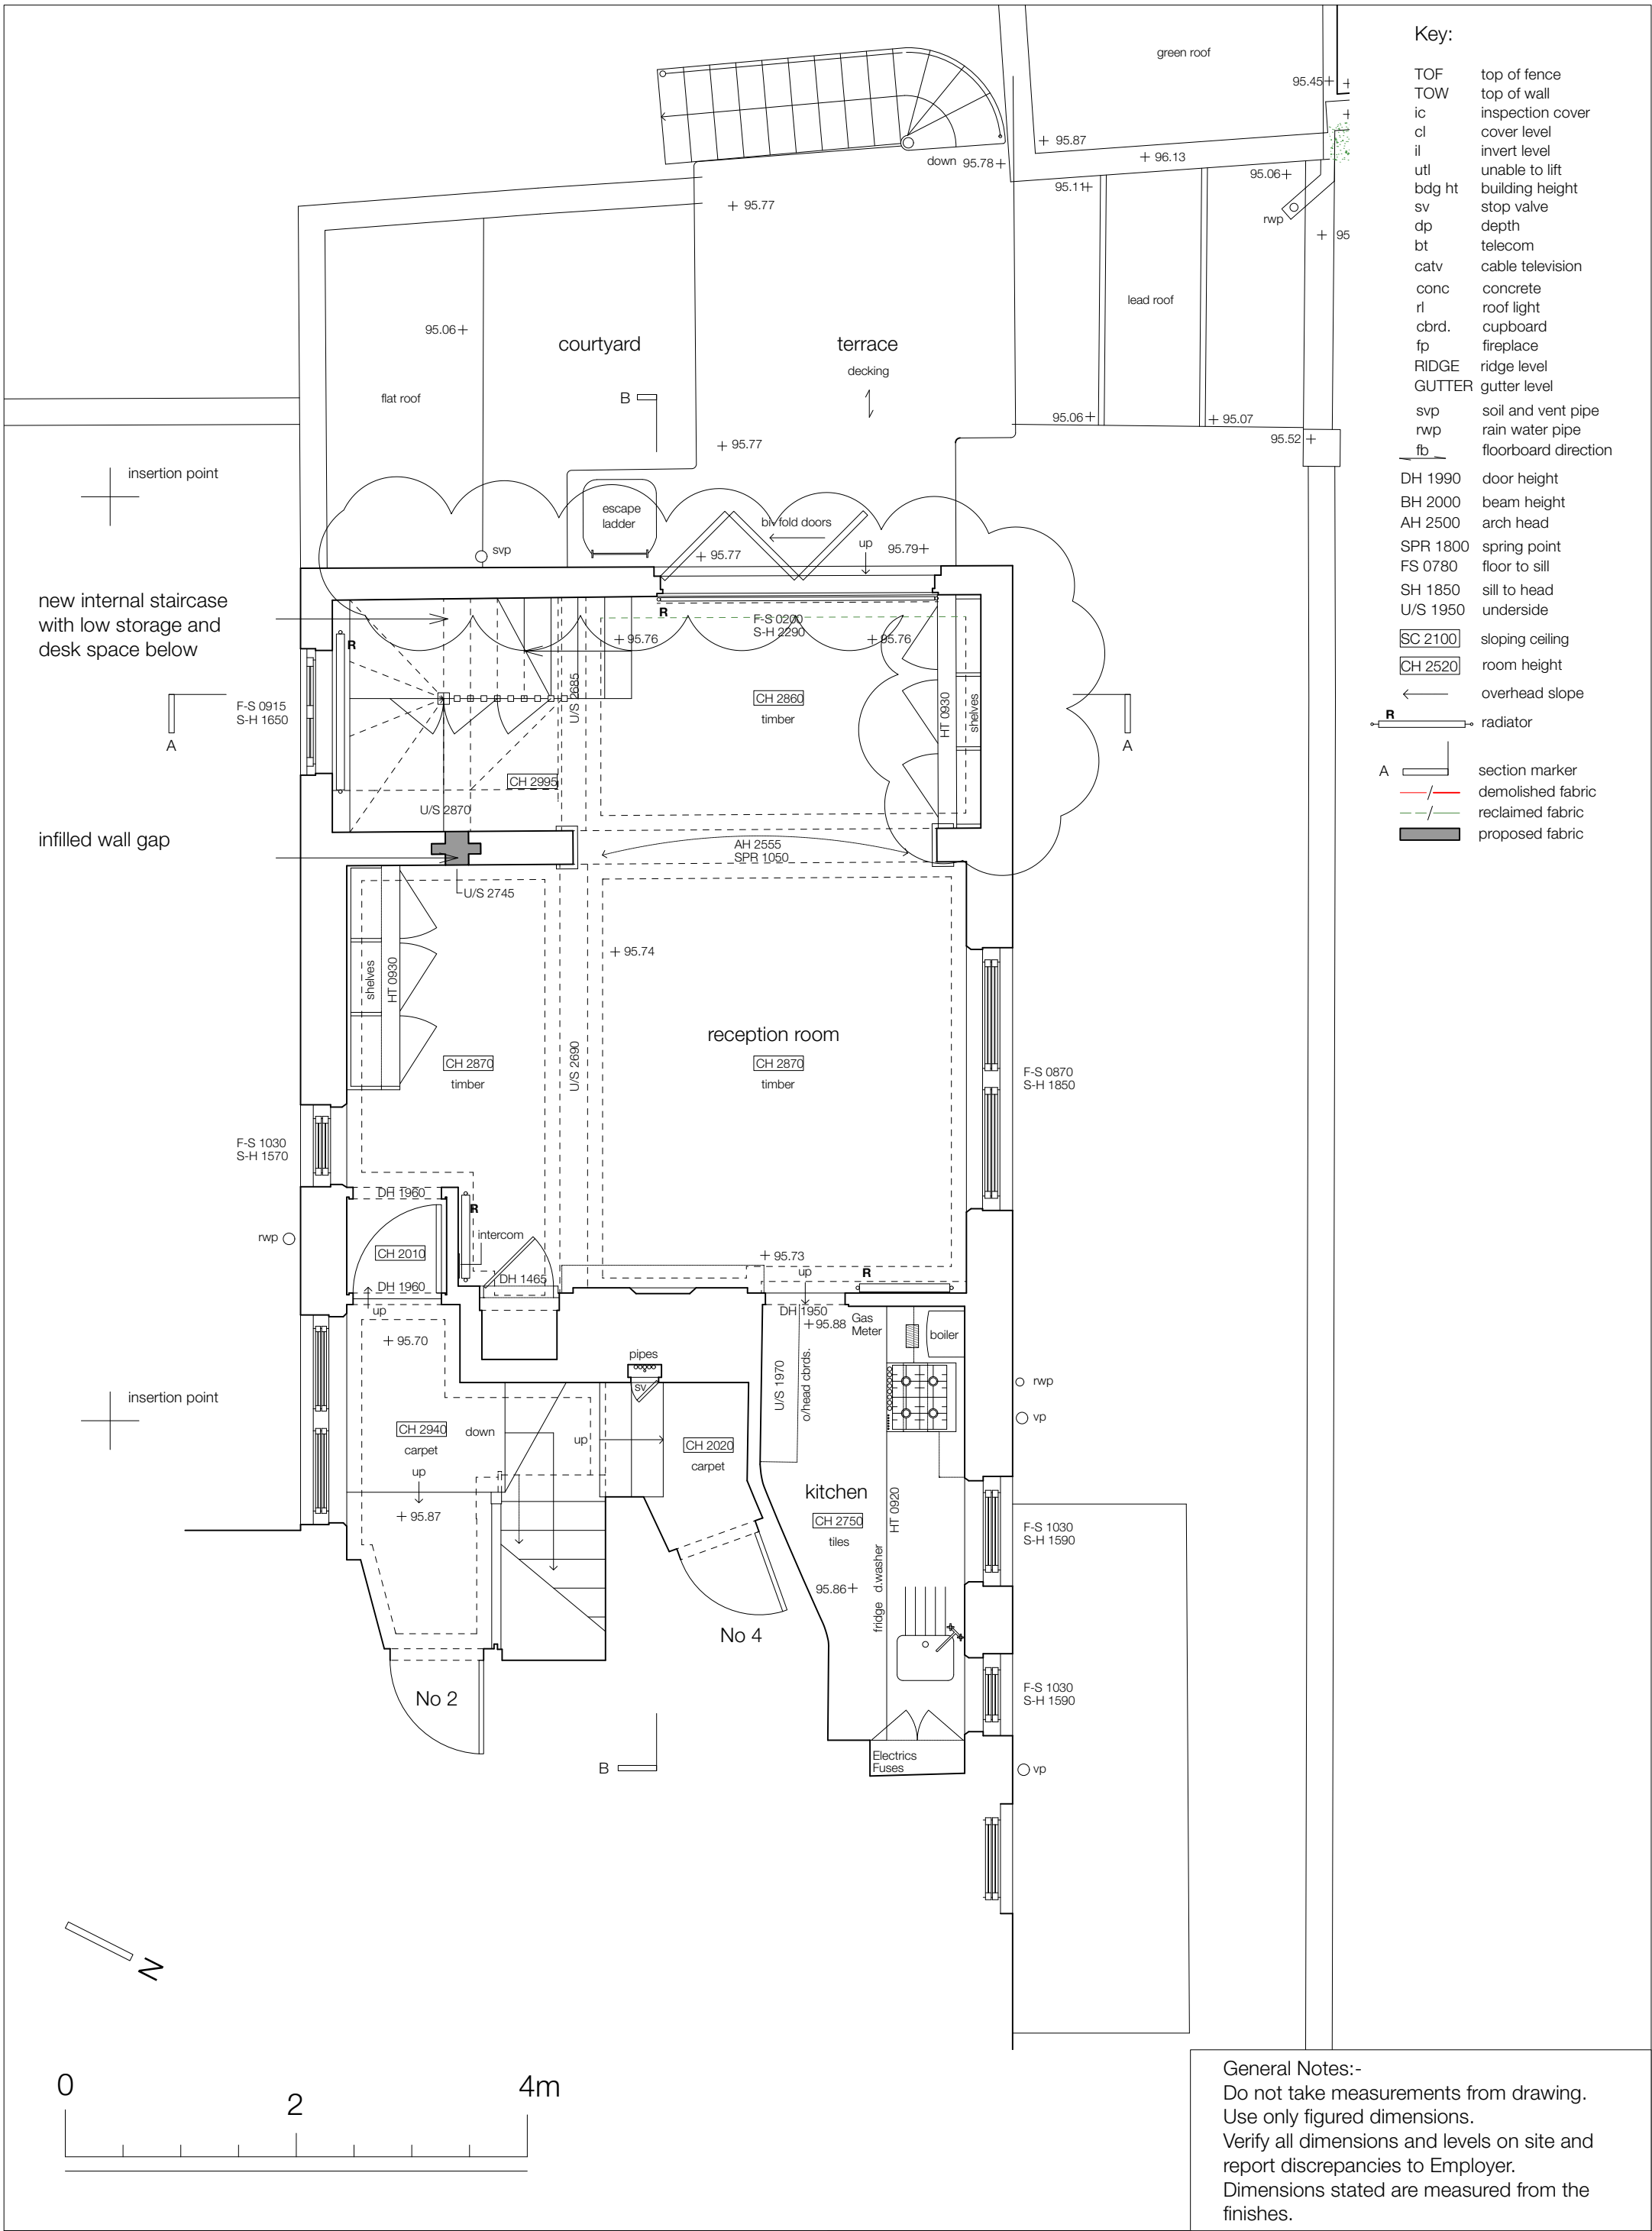 green roof
95.45
95.87
96.13
down 95.78
95.11
95.06
rwp
95
95.77
95.06
courtyard
terrace
decking
lead roof
flat roof
B
95.06
95.07
95.52
95.77
insertion point
escape
ladder
bi-fold doors
svp
95.77
up
95.79
new internal staircase
with low storage and
desk space below
R
R
F-S 0200
S-H 2290
95.76
95.76
U/S 2685
CH 2860
timber
HT 0930
shelves
F-S 0915
S-H 1650
A
A
CH 2995
U/S 2870
infilled wall gap
AH 2555
SPR 1050
U/S 2745
95.74
shelves
HT 0930
reception room
CH 2870
timber
U/S 2690
CH 2870
timber
F-S 0870
S-H 1850
F-S 1030
S-H 1570
DH 1960
R
rwp
intercom
CH 2010
95.73
up
R
DH 1465
DH 1960
up
DH 1950
95.88
Gas
Meter
boiler
95.70
pipes
sv
U/S 1970
o/head cbrds.
rwp
vp
insertion point
CH 2940
carpet
down
up
CH 2020
carpet
up
95.87
kitchen
CH 2750
tiles
HT 0920
F-S 1030
S-H 1590
95.86
fridge d.washer
No 4
No 2
F-S 1030
S-H 1590
Electrics
Fuses
B
vp
N
0
2
4m
Key:
TOF top of fence
TOW top of wall
ic inspection cover
cl cover level
il invert level
utl unable to lift
bdg ht building height
sv stop valve
dp depth
bt telecom
catv cable television
conc concrete
rl roof light
cbrd. cupboard
fp fireplace
RIDGE ridge level
GUTTER gutter level
svp soil and vent pipe
rwp rain water pipe
fb floorboard direction
DH 1990 door height
BH 2000 beam height
AH 2500 arch head
SPR 1800 spring point
FS 0780 floor to sill
SH 1850 sill to head
U/S 1950 underside
SC 2100 sloping ceiling
CH 2520 room height
overhead slope
R radiator
A section marker
demolished fabric
reclaimed fabric
proposed fabric
General Notes:-
Do not take measurements from drawing.
Use only figured dimensions.
Verify all dimensions and levels on site and
report discrepancies to Employer.
Dimensions stated are measured from the
finishes.